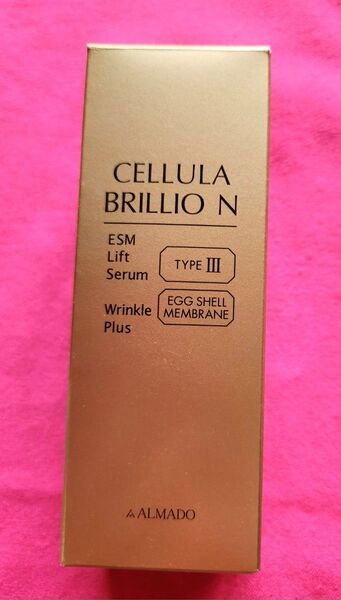 CELLULA
BRILLIO N
ESM
Lift
Serum
TYPE III
Wrinkle
Plus
EGG SHELL
MEMBRANE
ALMADO